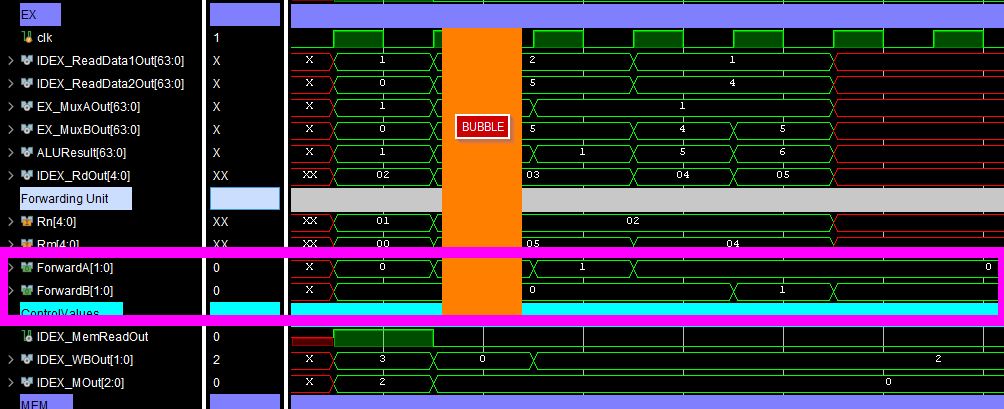 EX
clk 1
IDEX_ReadData1Out[63:0] X X 1 2 1
IDEX_ReadData2Out[63:0] X X 0 5 4
EX_MuxAOut[63:0] X X 1 1
EX_MuxBOut[63:0] X X 0 5 4 5
BUBBLE
ALUResult[63:0] X X 1 1 5 6
IDEX_RdOut[4:0] XX XX 02 03 04 05
Forwarding Unit
Rn[4:0] XX XX 01 02
Rm[4:0] XX XX 00 05 04
ForwardA[1:0] 0 X 0 1 0
ForwardB[1:0] 0 X 0 1
ControlValues
IDEX_MemReadOut 0
IDEX_WBOut[1:0] 2 X 3 0 2
IDEX_MOut[2:0] 0 X 2 0
MEM